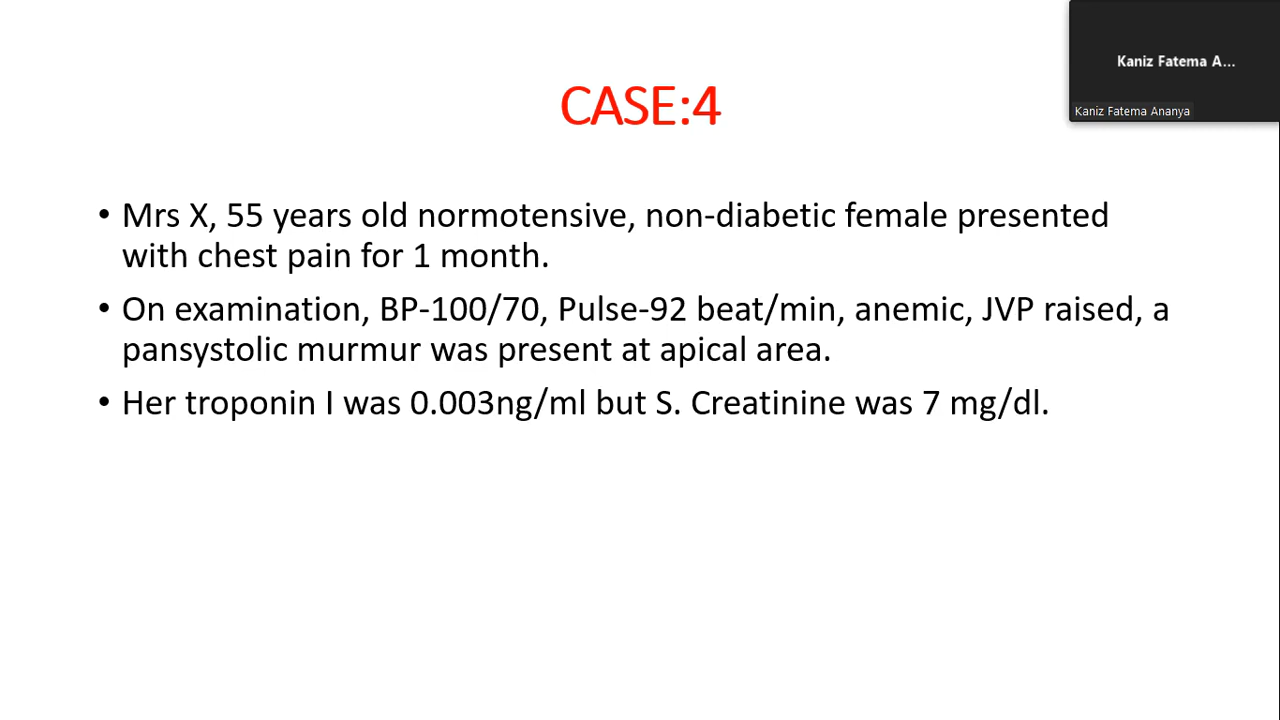 Kaniz Fatema A...
Kaniz Fatema Ananya
CASE:4
• Mrs X, 55 years old normotensive, non-diabetic female presented
with chest pain for 1 month.
• On examination, BP-100/70, Pulse-92 beat/min, anemic, JVP raised, a
pansystolic murmur was present at apical area.
• Her troponin I was 0.003ng/ml but S. Creatinine was 7 mg/dl.